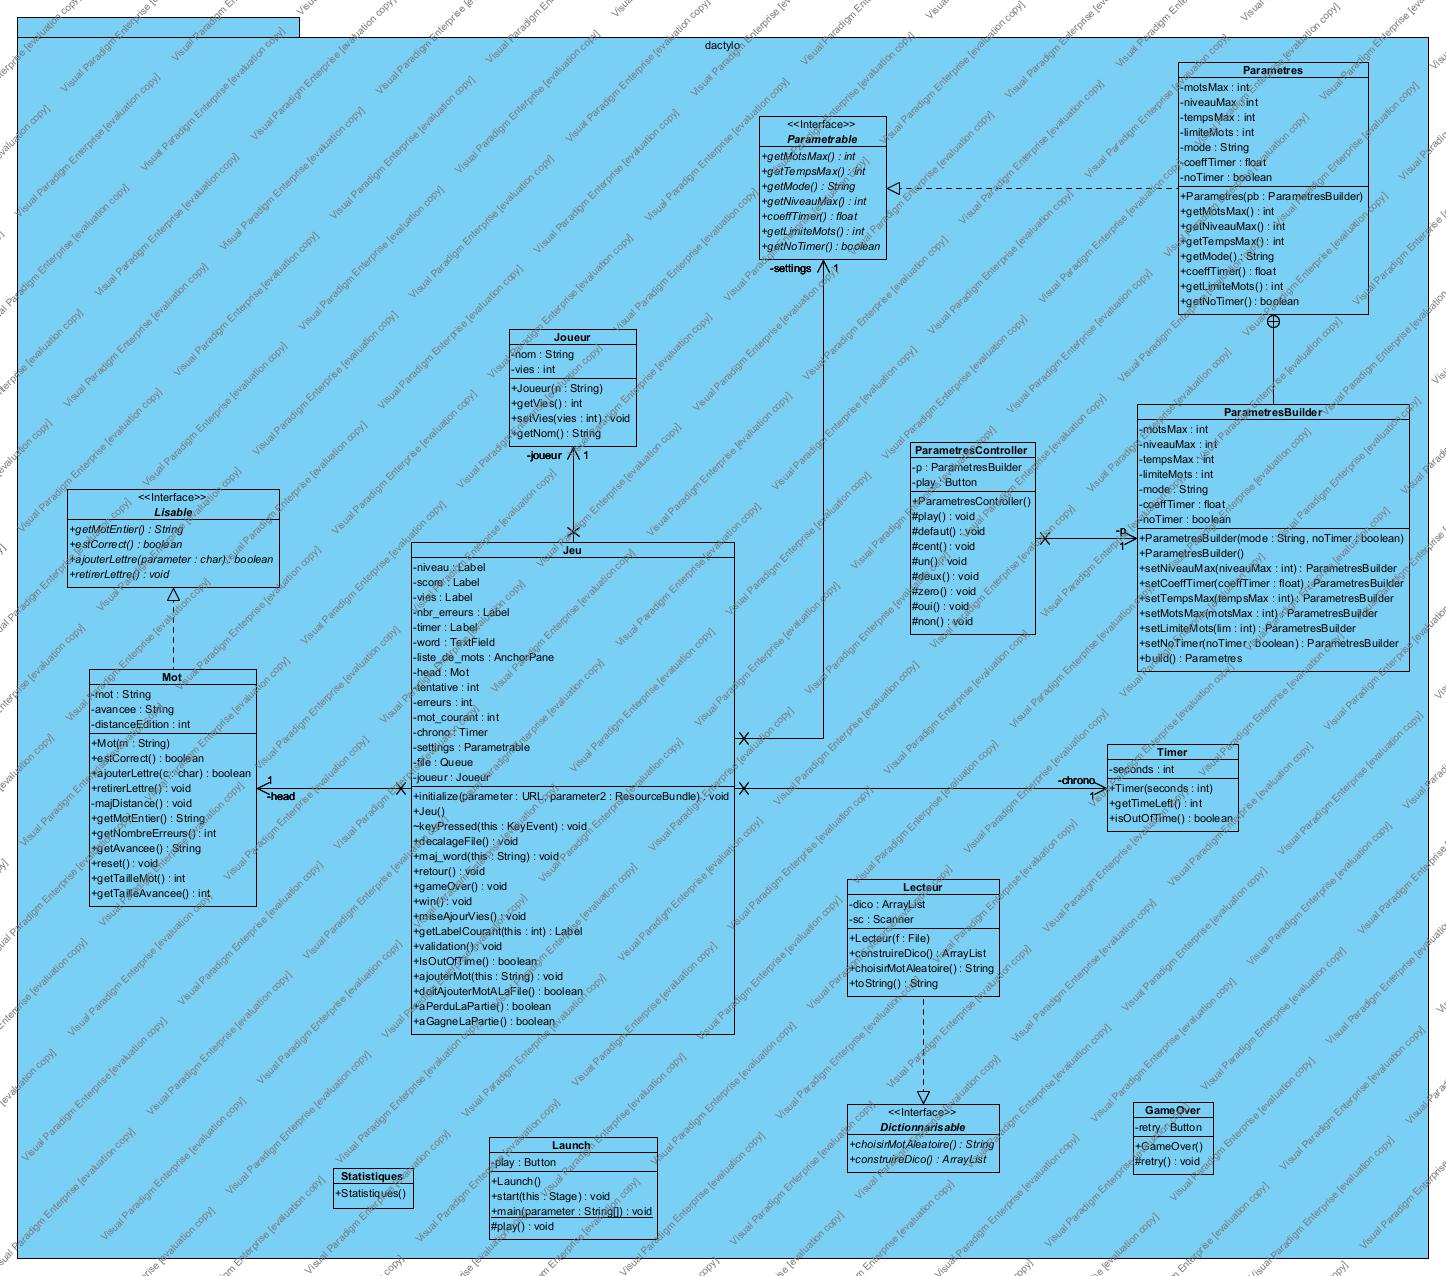 dactylo
Parametres
-motsMax : int
-niveauMax : int
-tempsMax : int
-limiteMots : int
-mode : String
-coeffTimer : float
-noTimer : boolean
+Parametres(pb : ParametresBuilder)
+getMotsMax() : int
+getNiveauMax() : int
+getTempsMax() : int
+getMode() : String
+coeffTimer() : float
+getLimiteMots() : int
+getNoTimer() : boolean
<<Interface>>
Parametrable
+getMotsMax() : int
+getTempsMax() : int
+getMode() : String
+getNiveauMax() : int
+coeffTimer() : float
+getLimiteMots() : int
+getNoTimer() : boolean
-settings 1
Joueur
-nom : String
-vies : int
+Joueur(n : String)
+getVies() : int
+setVies(vies : int) : void
+getNom() : String
-joueur 1
ParametresBuilder
-motsMax : int
-niveauMax : int
-tempsMax : int
-limiteMots : int
-mode : String
-coeffTimer : float
-noTimer : boolean
+ParametresBuilder(mode : String, noTimer : boolean)
+ParametresBuilder()
+setNiveauMax(niveauMax : int) : ParametresBuilder
+setCoeffTimer(coeffTimer : float) : ParametresBuilder
+setTempsMax(tempsMax : int) : ParametresBuilder
+setMotsMax(motsMax : int) : ParametresBuilder
+setLimiteMots(lim : int) : ParametresBuilder
+setNoTimer(noTimer : boolean) : ParametresBuilder
+build() : Parametres
ParametresController
-p : ParametresBuilder
-play : Button
+ParametresController()
#play() : void
#defaut() : void
#cent() : void
#un() : void
#deux() : void
#zero() : void
#oui() : void
#non() : void
-p
1
<<Interface>>
Lisable
+getMotEntier() : String
+estCorrect() : boolean
+ajouterLettre(parameter : char) : boolean
+retirerLettre() : void
Jeu
-niveau : Label
-score : Label
-vies : Label
-nbr_erreurs : Label
-timer : Label
-word : TextField
-liste_de_mots : AnchorPane
-head : Mot
-tentative : int
-erreurs : int
-mot_courant : int
-chrono : Timer
-settings : Parametrable
-file : Queue
-joueur : Joueur
+initialize(parameter : URL, parameter2 : ResourceBundle) : void
+Jeu()
~keyPressed(this : KeyEvent) : void
+decalageFile() : void
+maj_word(this : String) : void
+retour() : void
+gameOver() : void
+win() : void
+miseAjourVies() : void
+getLabelCourant(this : int) : Label
+validation() : void
+IsOutOfTime() : boolean
+ajouterMot(this : String) : void
+doitAjouterMotALaFile() : boolean
+aPerduLaPartie() : boolean
+aGagneLaPartie() : boolean
Mot
-mot : String
-avancee : String
-distanceEdition : int
+Mot(m : String)
+estCorrect() : boolean
+ajouterLettre(c : char) : boolean
+retirerLettre() : void
-majDistance() : void
+getMotEntier() : String
+getNombreErreurs() : int
+getAvancee() : String
+reset() : void
+getTailleMot() : int
+getTailleAvancee() : int
1
-head
-chrono
1
Timer
-seconds : int
+Timer(seconds : int)
+getTimeLeft() : int
+isOutOfTime() : boolean
Lecteur
-dico : ArrayList
-sc : Scanner
+Lecteur(f : File)
+construireDico() : ArrayList
+choisirMotAleatoire() : String
+toString() : String
<<Interface>>
Dictionnarisable
+choisirMotAleatoire() : String
+construireDico() : ArrayList
GameOver
-retry : Button
+GameOver()
#retry() : void
Launch
-play : Button
+Launch()
+start(this : Stage) : void
+main(parameter : String[]) : void
#play() : void
Statistiques
+Statistiques()
Visual Paradigm Enterprise [evaluation copy]